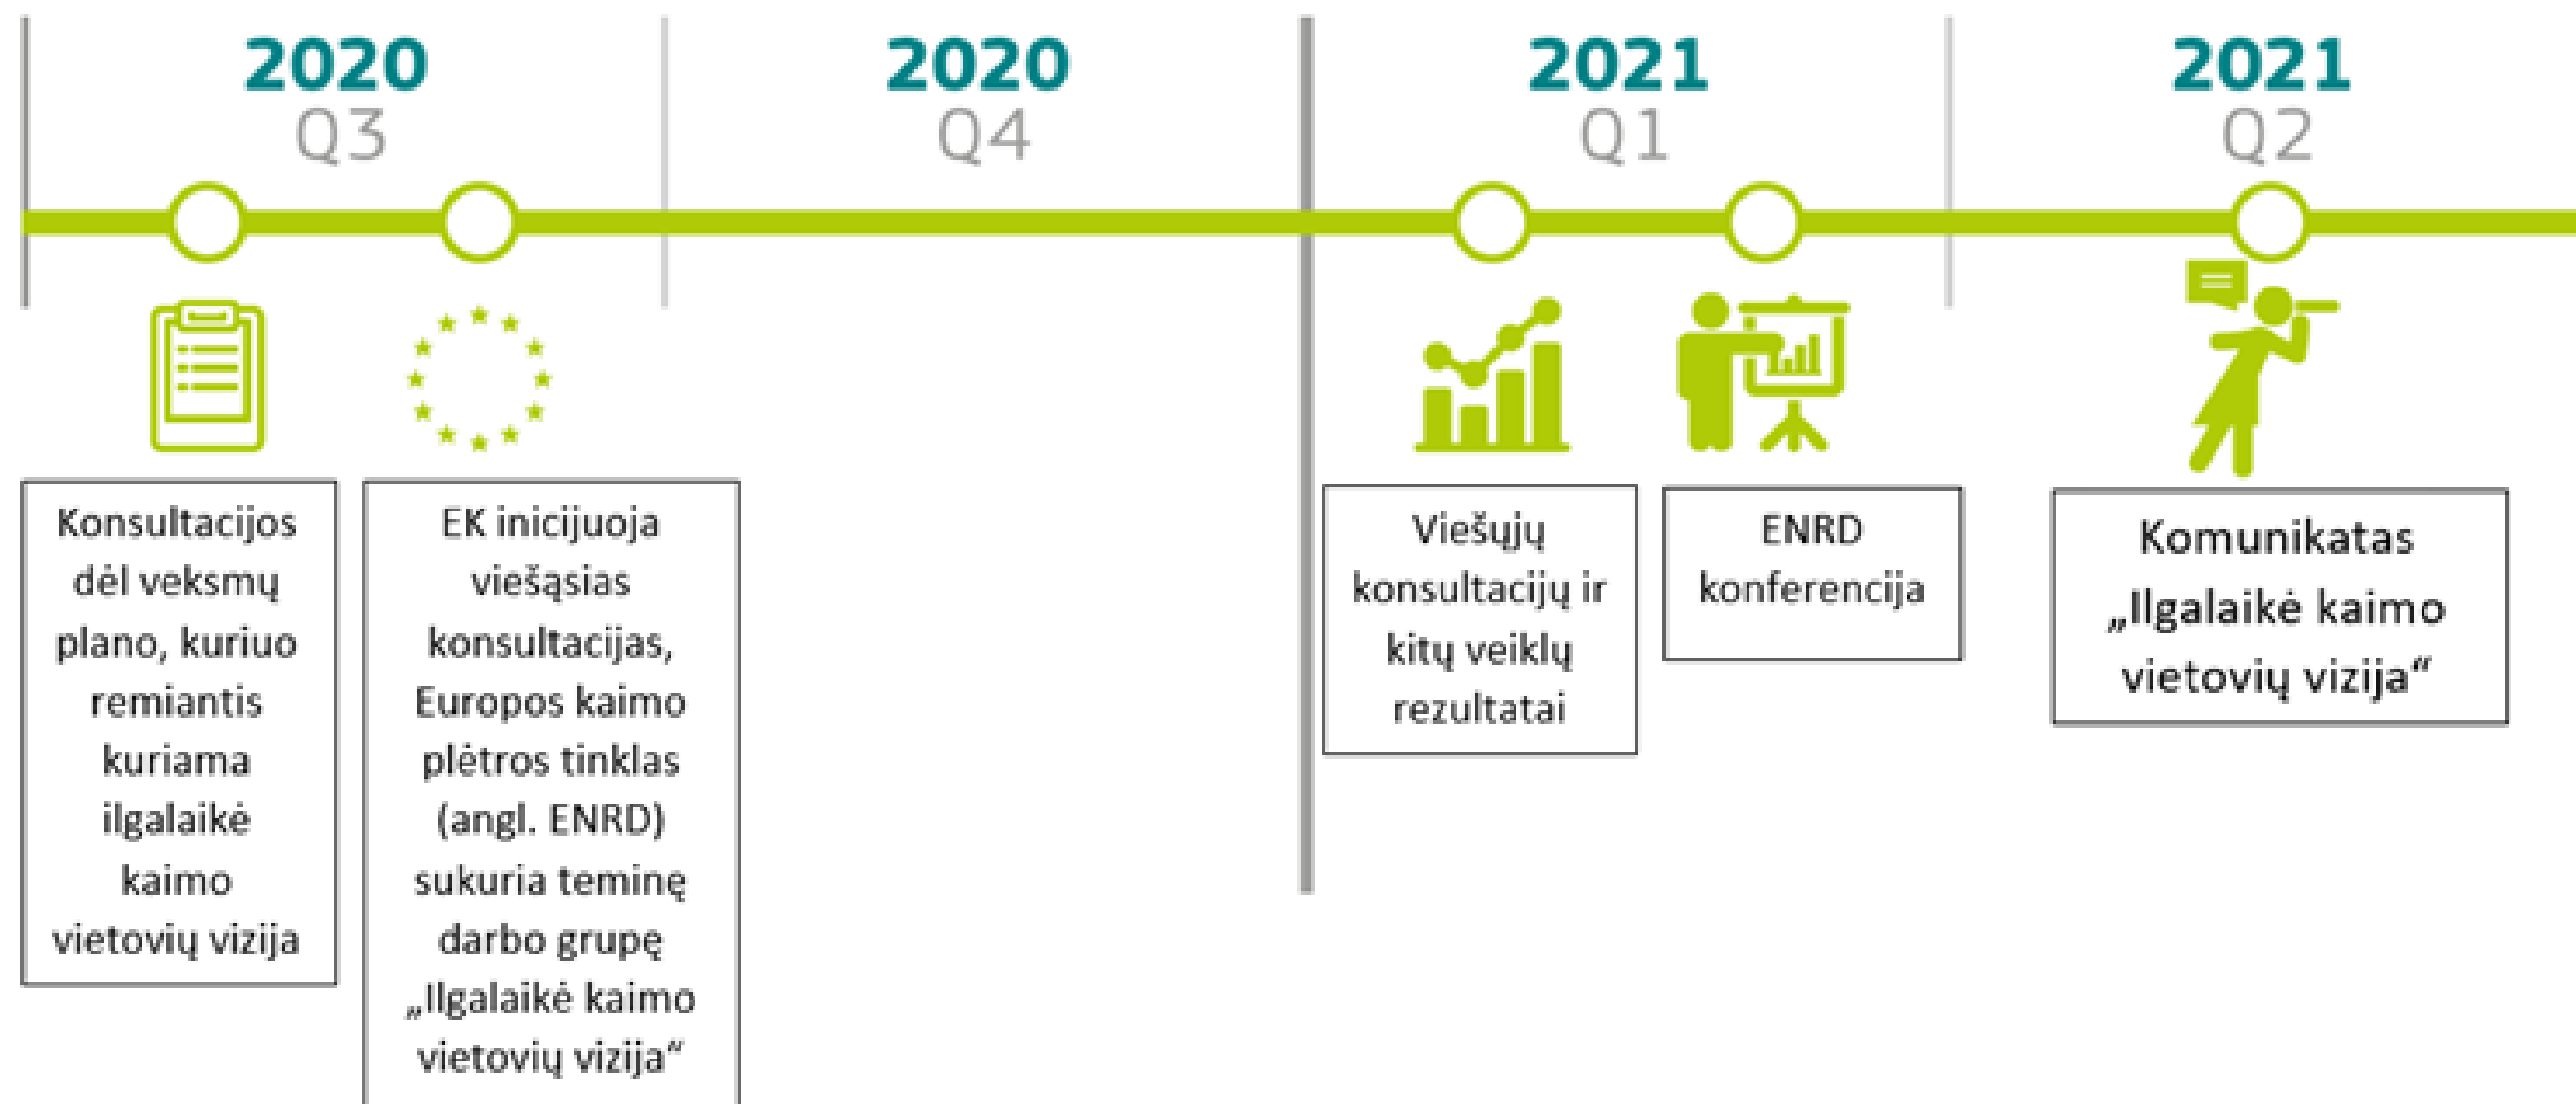 2020
Q3
2020
Q4
2021
Q1
2021
Q2
Konsultacijos
dėl veksmų
plano, kuriuo
remiantis
kuriama
ilgalaikė
kaimo
vietovių vizija
EK inicijuoja
viešąsias
konsultacijas,
Europos kaimo
plėtros tinklas
(angl. ENRD)
sukuria teminę
darbo grupę
„Ilgalaikė kaimo
vietovių vizija“
Viešųjų
konsultacijų ir
kitų veiklų
rezultatai
ENRD
konferencija
Komunikatas
„Ilgalaikė kaimo
vietovių vizija“